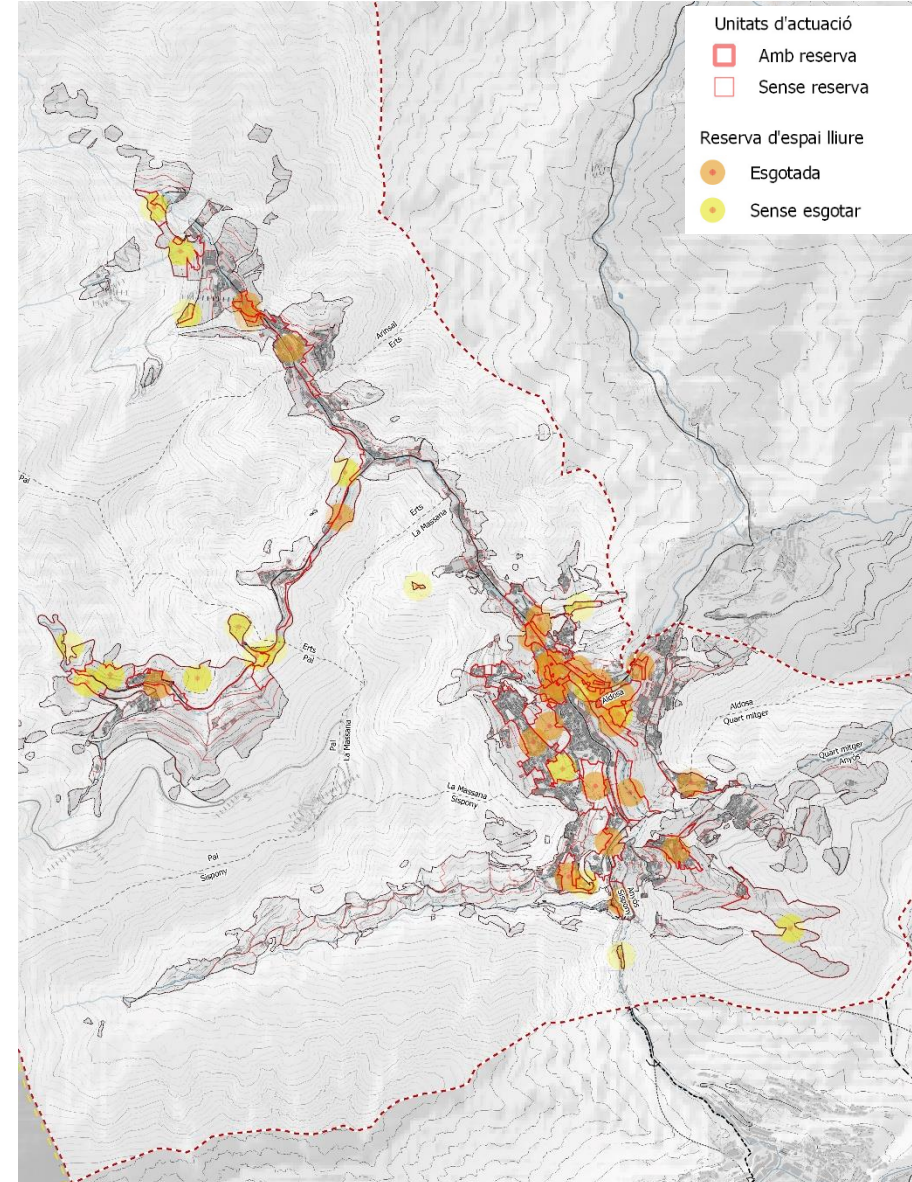 Unitats d'actuació
Amb reserva
Sense reserva
Reserva d'espai lliure
Esgotada
Sense esgotar
Arinsal
Erts
Pal
Erts
La Massana
Erts
Pal
Aldosa
Aldosa
Quart mitger
Quart mitger
Anyós
Pal
La Massana
La Massana
Sispony
Pal
Sispony
Anyós
Sispony